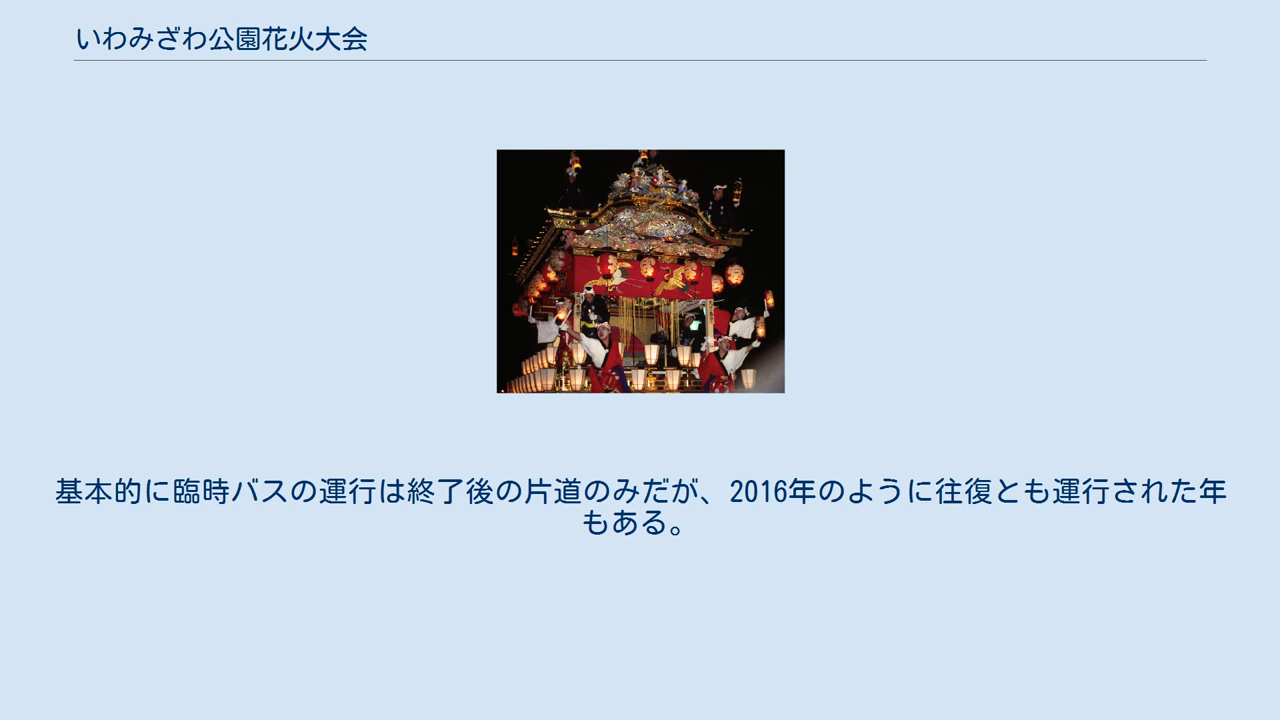 いわみざわ公園花火大会
基本的に臨時バスの運行は終了後の片道のみだが、2016年のように往復とも運行された年
もある。